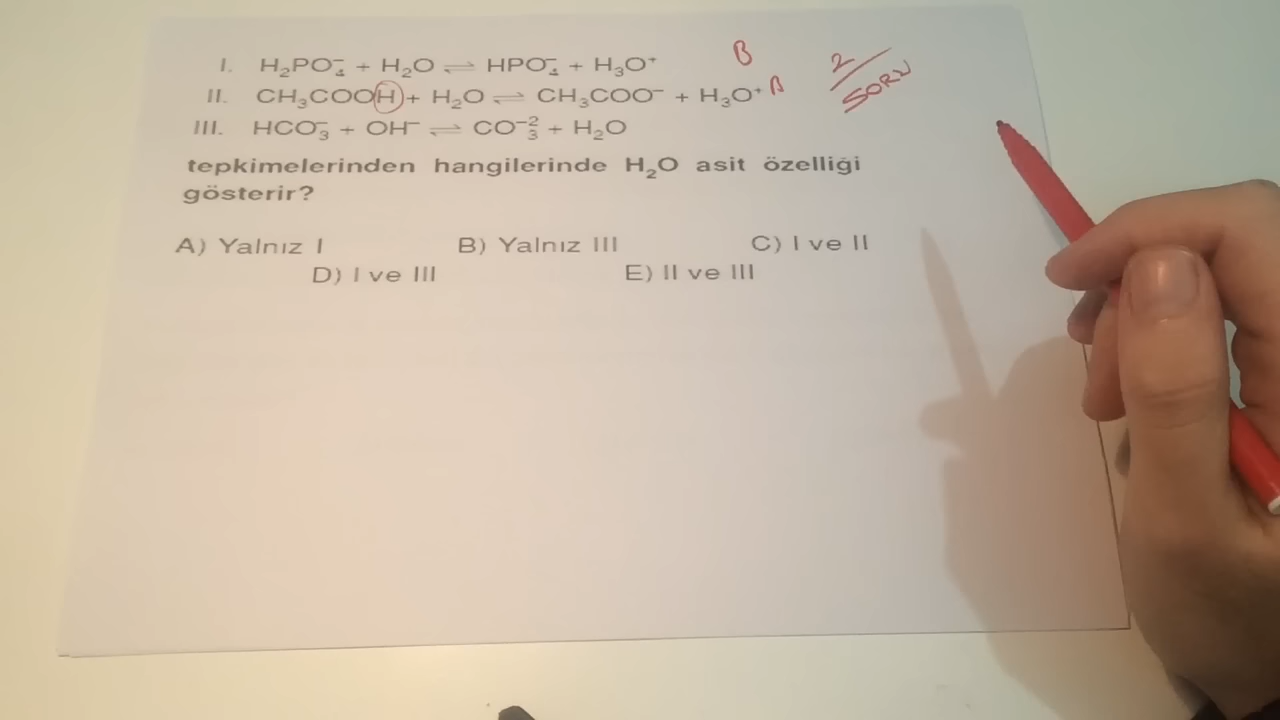 I. H₂PO₄⁻ + H₂O ⇌ HPO₄⁼ + H₃O⁺ B
II. CH₃COOH + H₂O ⇌ CH₃COO⁻ + H₃O⁺ B
III. HCO₃⁻ + OH⁻ ⇌ CO₃⁻² + H₂O
2
SORU
tepkimelerinden hangilerinde H₂O asit özelliği
gösterir?
A) Yalnız I B) Yalnız III C) I ve II
D) I ve III E) II ve III